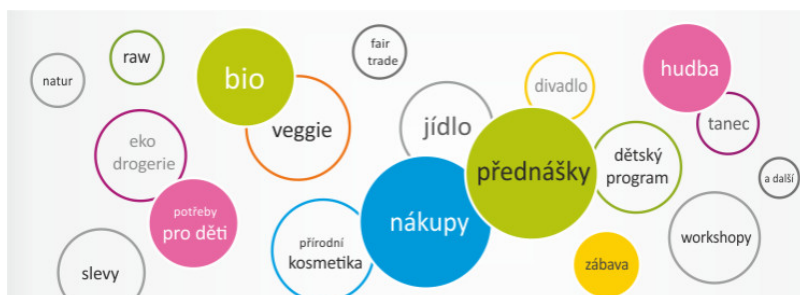 natur
raw
bio
fair
trade
veggie
jídlo
divadlo
hudba
tanec
eko
drogerie
přednášky
dětský
program
a další
potřeby
pro děti
nákupy
přírodní
kosmetika
workshopy
slevy
zábava